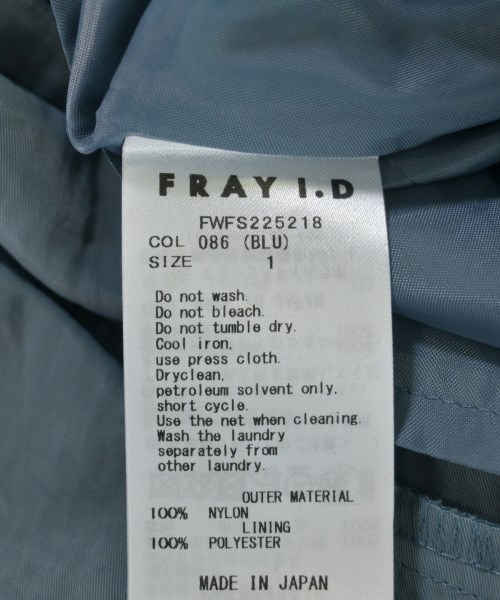 FRAY I.D
FWFS225218
COL 086 (BLU)
SIZE 1
Do not wash.
Do not bleach.
Do not tumble dry.
Cool iron,
use press cloth.
Dryclean,
petroleum solvent only.
short cycle.
Use the net when cleaning.
Wash the laundry
separately from
other laundry.
OUTER MATERIAL
100% NYLON
LINING
100% POLYESTER
MADE IN JAPAN